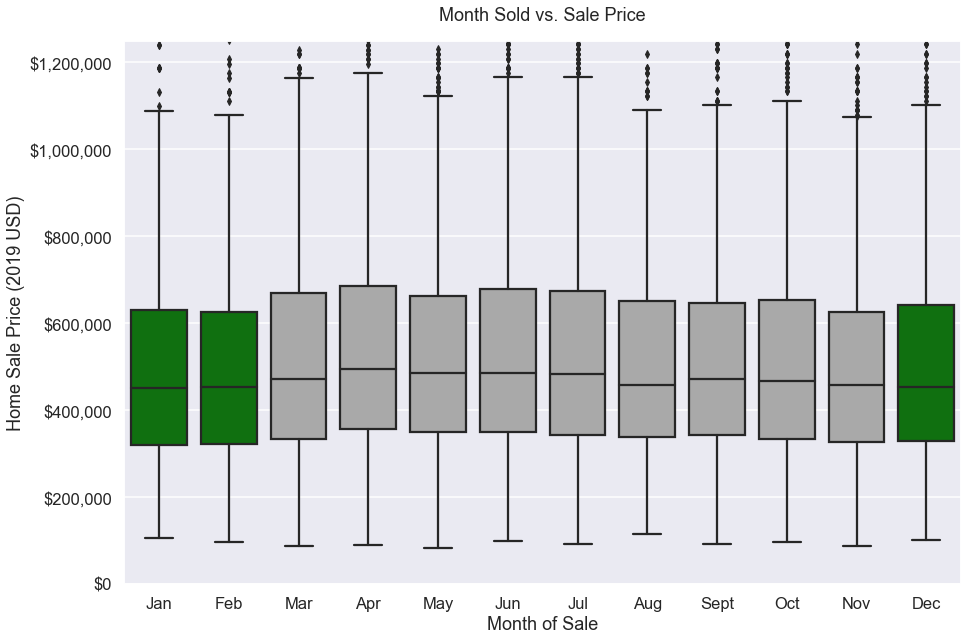 Month Sold vs. Sale Price
Home Sale Price (2019 USD)
$1,200,000
$1,000,000
$800,000
$600,000
$400,000
$200,000
$0
Jan Feb Mar Apr May Jun Jul Aug Sept Oct Nov Dec
Month of Sale